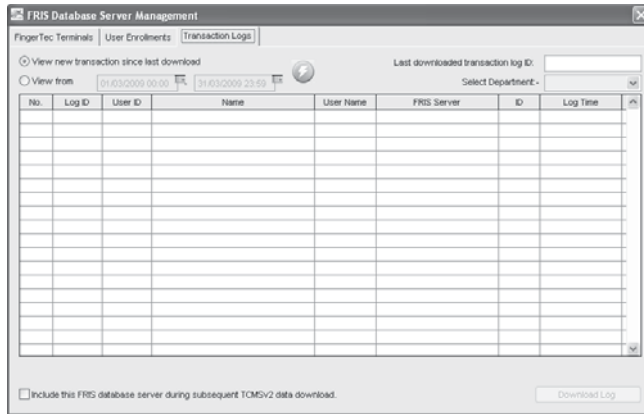 FRIS Database Server Management
FingerTec Terminals User Enrolments Transaction Logs
View new transaction since last download Last downloaded transaction log ID:
View from 01/03/2009 00:00 31/03/2009 23:59 Select Department:-
No. Log ID User ID Name User Name FRIS Server ID Log Time
Include this FRIS database server during subsequent TCMSv2 data download. Download Log